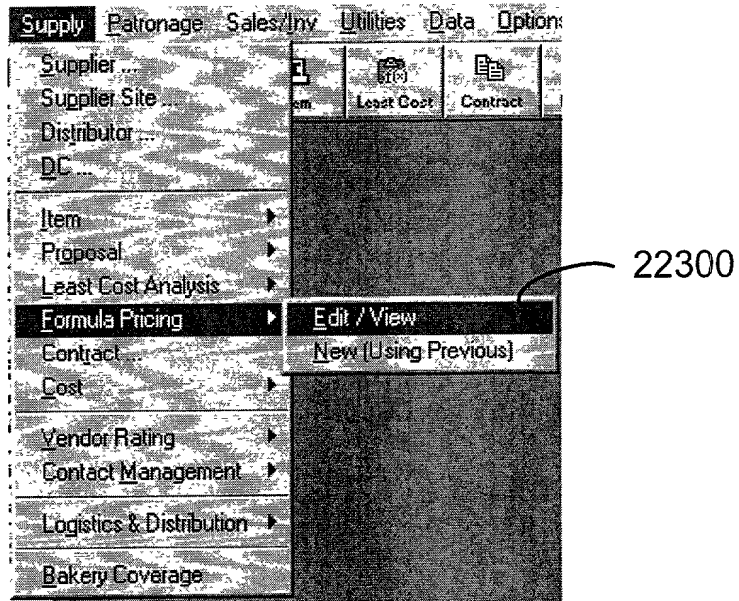 Supply Patronage Sales/Inv Utilities Data Option
Supplier ...
Supplier Site ...
Distributor ...
DC ...
Least Cost Contract
Item
Proposal
Least Cost Analysis
Formula Pricing
Edit / View
New (Using Previous)
22300
Contract ...
Cost
Vendor Rating
Contact Management
Logistics & Distribution
Bakery Coverage